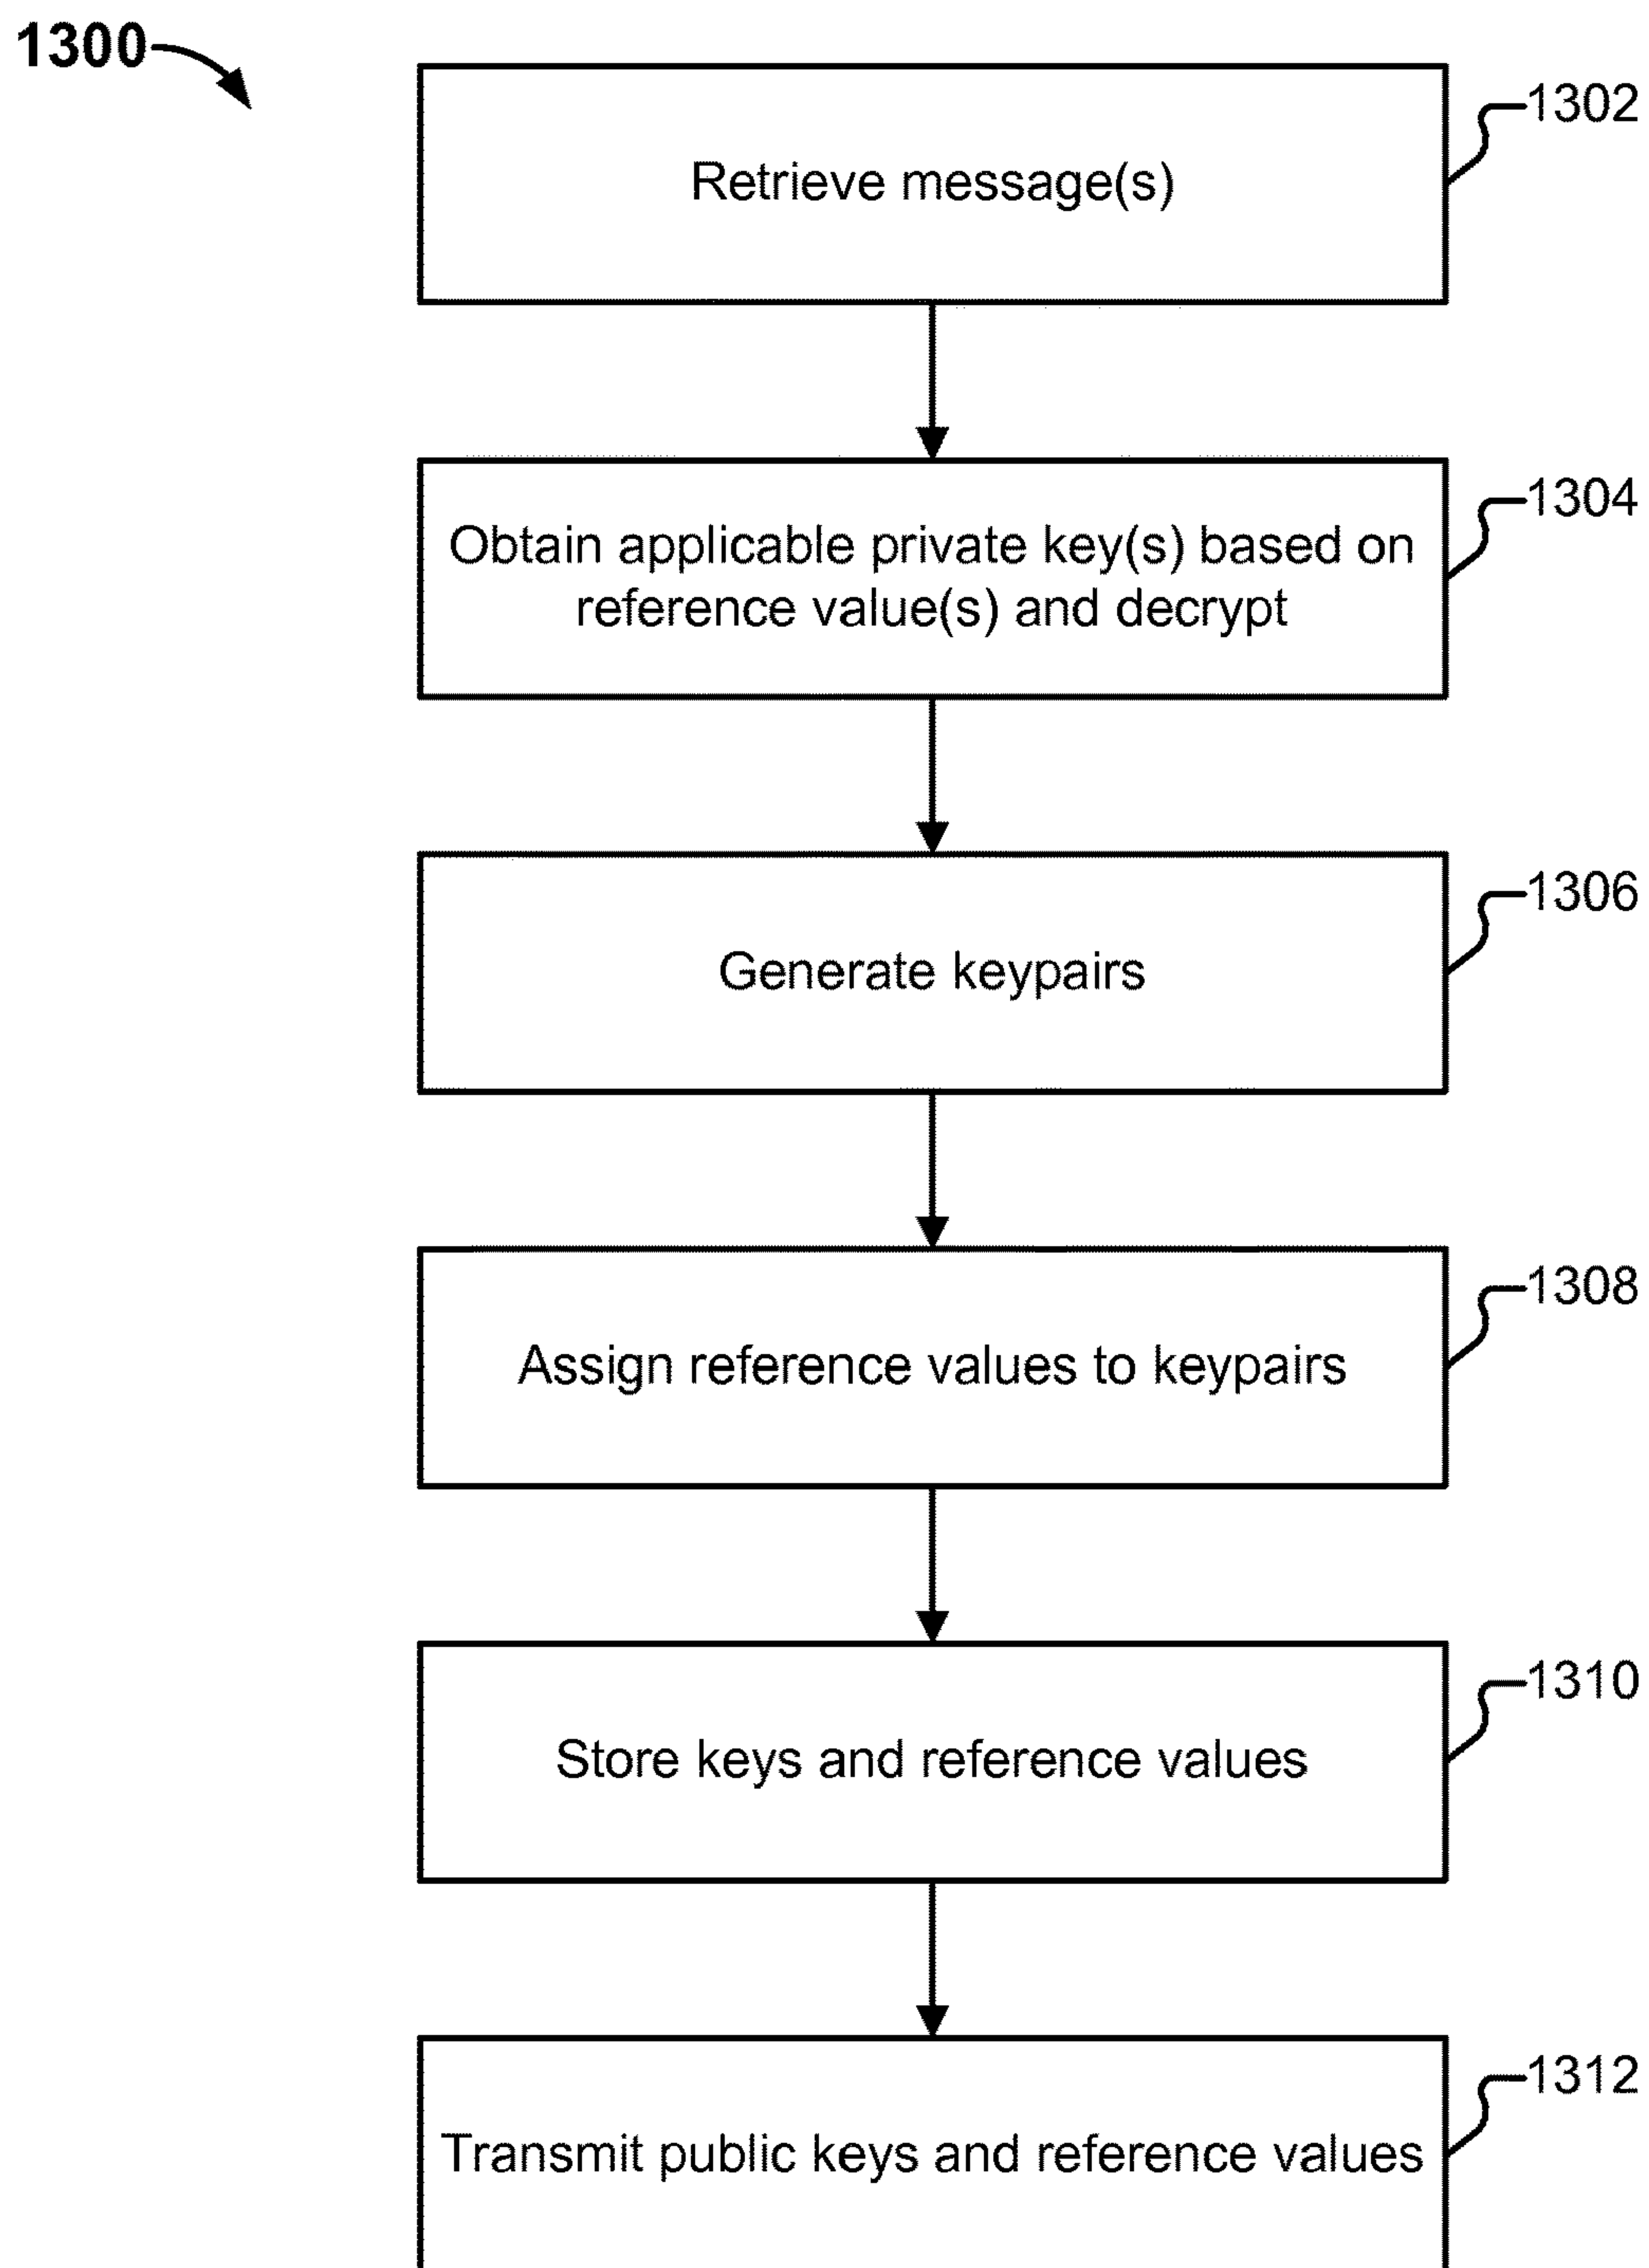 1300
1302
Retrieve message(s)
1304
Obtain applicable private key(s) based on
reference value(s) and decrypt
1306
Generate keypairs
1308
Assign reference values to keypairs
1310
Store keys and reference values
1312
Transmit public keys and reference values